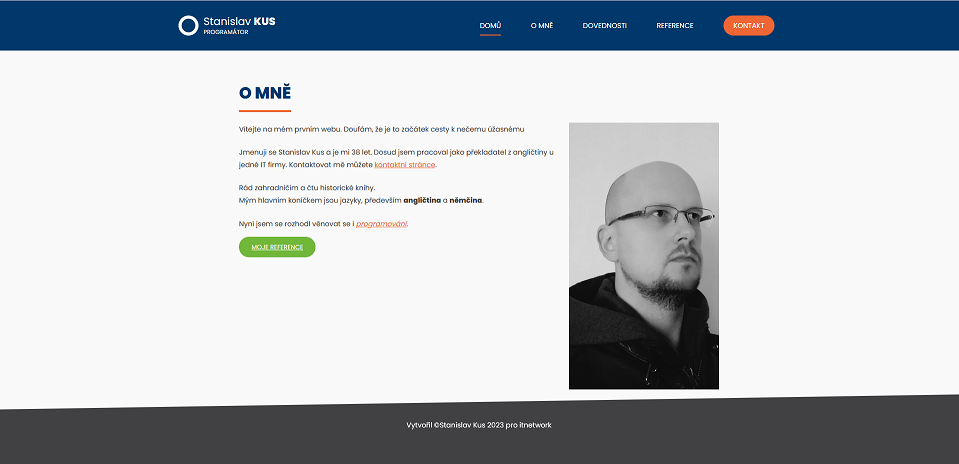 Stanislav KUS
PROGRAMÁTOR
DOMŮ
O MNĚ
DOVEDNOSTI
REFERENCE
KONTAKT
O MNĚ
Vítejte na mém prvním webu. Doufám, že je to začátek cesty k nečemu úžasnému
Jmenuji se Stanislav Kus a je mi 38 let. Dosud jsem pracoval jako překladatel z angličtiny u
jedné IT firmy. Kontaktovat mě můžete kontaktní stránce.
Rád zahradničím a čtu historické knihy.
Mým hlavním koníčkem jsou jazyky, především angličtina a němčina.
Nyní jsem se rozhodl věnovat se i programování.
MOJE REFERENCE
Vytvořil ©Stanislav Kus 2023 pro itnetwork